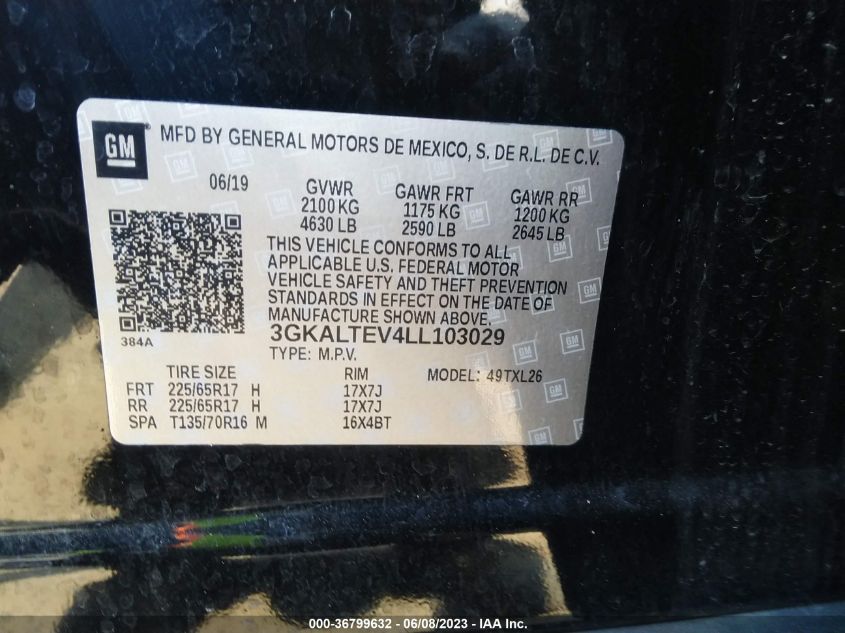 GM
MFD BY GENERAL MOTORS DE MEXICO, S. DE R.L. DE C.V.
06/19 GVWR GAWR FRT GAWR RR
2100 KG 1175 KG 1200 KG
4630 LB 2590 LB 2645 LB
THIS VEHICLE CONFORMS TO ALL
APPLICABLE U.S. FEDERAL MOTOR
VEHICLE SAFETY AND THEFT PREVENTION
STANDARDS IN EFFECT ON THE DATE OF
MANUFACTURE SHOWN ABOVE.
384A
3GKALTEV4LL103029
TYPE: M.P.V.
TIRE SIZE RIM MODEL: 49TXL26
FRT 225/65R17 H 17X7J
RR 225/65R17 H 17X7J
SPA T135/70R16 M 16X4BT
000-36799632 - 06/08/2023 - IAA Inc.